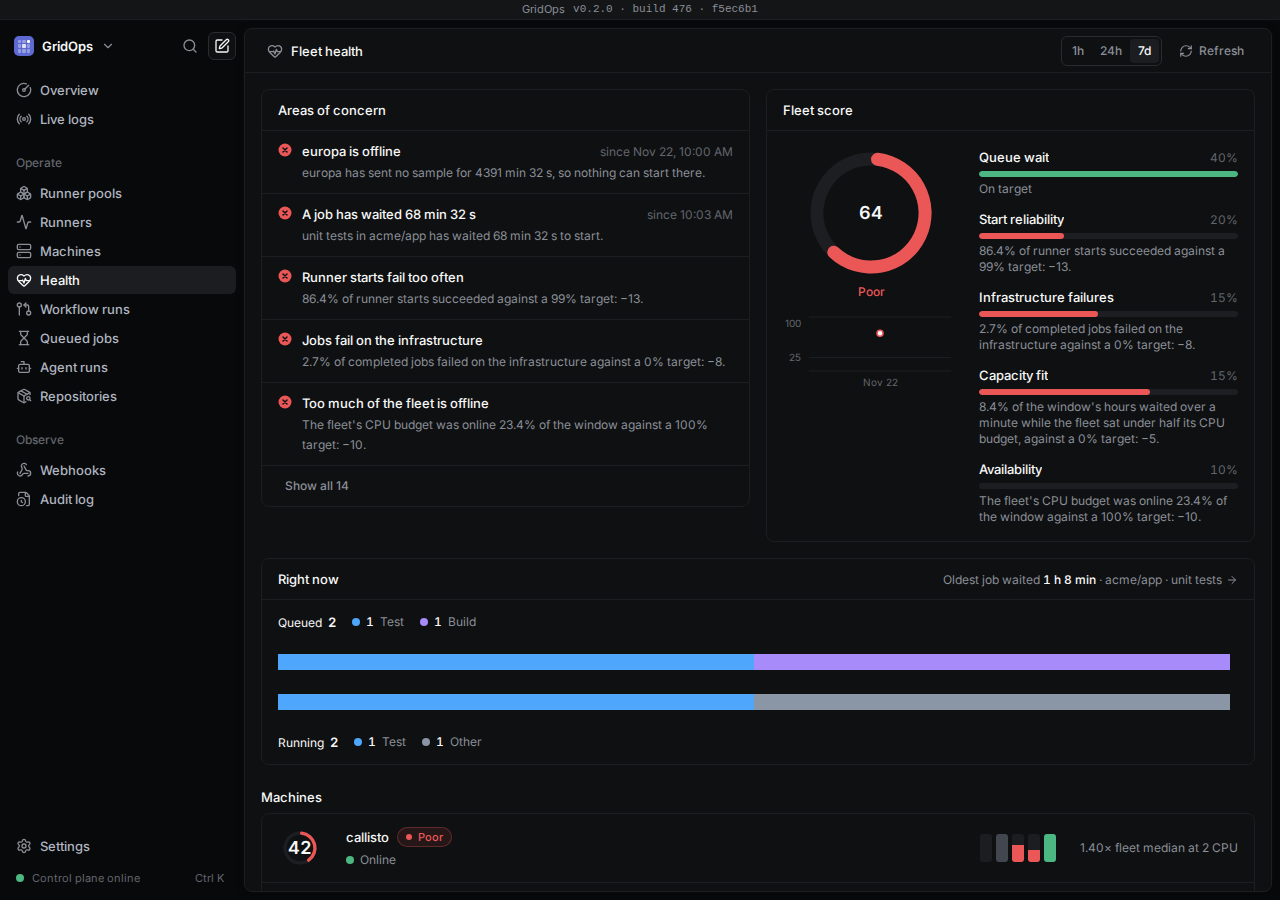 GridOps v0.2.0 · build 476 · f5ec6b1
GridOps
Overview
Live logs
Operate
Runner pools
Runners
Machines
Health
Workflow runs
Queued jobs
Agent runs
Repositories
Observe
Webhooks
Audit log
Settings
Control plane online Ctrl K
Fleet health
1h 24h 7d Refresh
Areas of concern
europa is offline since Nov 22, 10:00 AM
europa has sent no sample for 4391 min 32 s, so nothing can start there.
A job has waited 68 min 32 s since 10:03 AM
unit tests in acme/app has waited 68 min 32 s to start.
Runner starts fail too often
86.4% of runner starts succeeded against a 99% target: −13.
Jobs fail on the infrastructure
2.7% of completed jobs failed on the infrastructure against a 0% target: −8.
Too much of the fleet is offline
The fleet's CPU budget was online 23.4% of the window against a 100%
target: −10.
Show all 14
Fleet score
64
Poor
100
25
Nov 22
Queue wait 40%
On target
Start reliability 20%
86.4% of runner starts succeeded against a
99% target: −13.
Infrastructure failures 15%
2.7% of completed jobs failed on the
infrastructure against a 0% target: −8.
Capacity fit 15%
8.4% of the window's hours waited over a
minute while the fleet sat under half its CPU
budget, against a 0% target: −5.
Availability 10%
The fleet's CPU budget was online 23.4% of
the window against a 100% target: −10.
Right now Oldest job waited 1 h 8 min · acme/app · unit tests →
Queued 2 1 Test 1 Build
Running 2 1 Test 1 Other
Machines
42 callisto Poor
Online
1.40× fleet median at 2 CPU